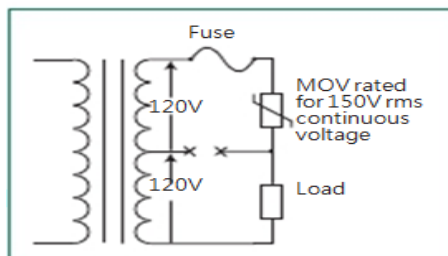 Fuse
MOV rated
for 150V rms
continuous
voltage
120V
120V
Load